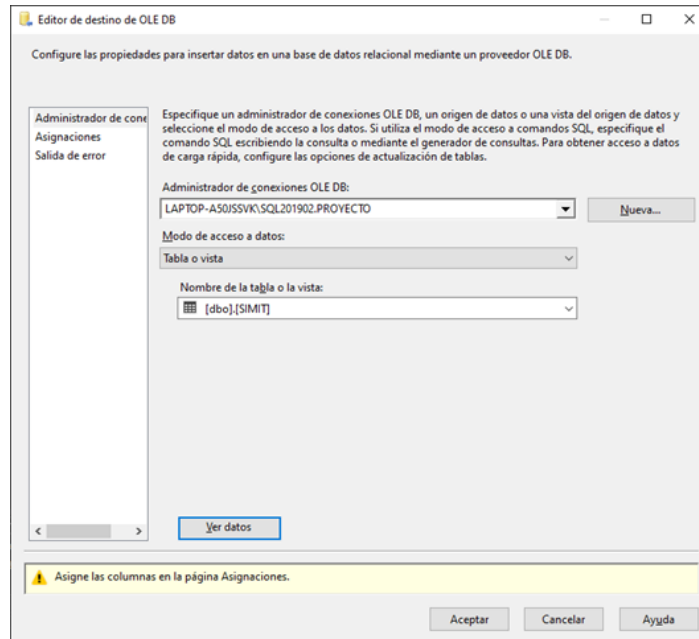 Editor de destino de OLE DB
Configure las propiedades para insertar datos en una base de datos relacional mediante un proveedor OLE DB.
Administrador de cone
Asignaciones
Salida de error
Especifique un administrador de conexiones OLE DB, un origen de datos o una vista del origen de datos y
seleccione el modo de acceso a los datos. Si utiliza el modo de acceso a comandos SQL, especifique el
comando SQL escribiendo la consulta o mediante el generador de consultas. Para obtener acceso a datos
de carga rápida, configure las opciones de actualización de tablas.
Administrador de conexiones OLE DB:
LAPTOP-A50JSSVK\SQL201902.PROYECTO
Nueva...
Modo de acceso a datos:
Tabla o vista
Nombre de la tabla o la vista:
[dbo].[SIMIT]
Ver datos
Asigne las columnas en la página Asignaciones.
Aceptar
Cancelar
Ayuda